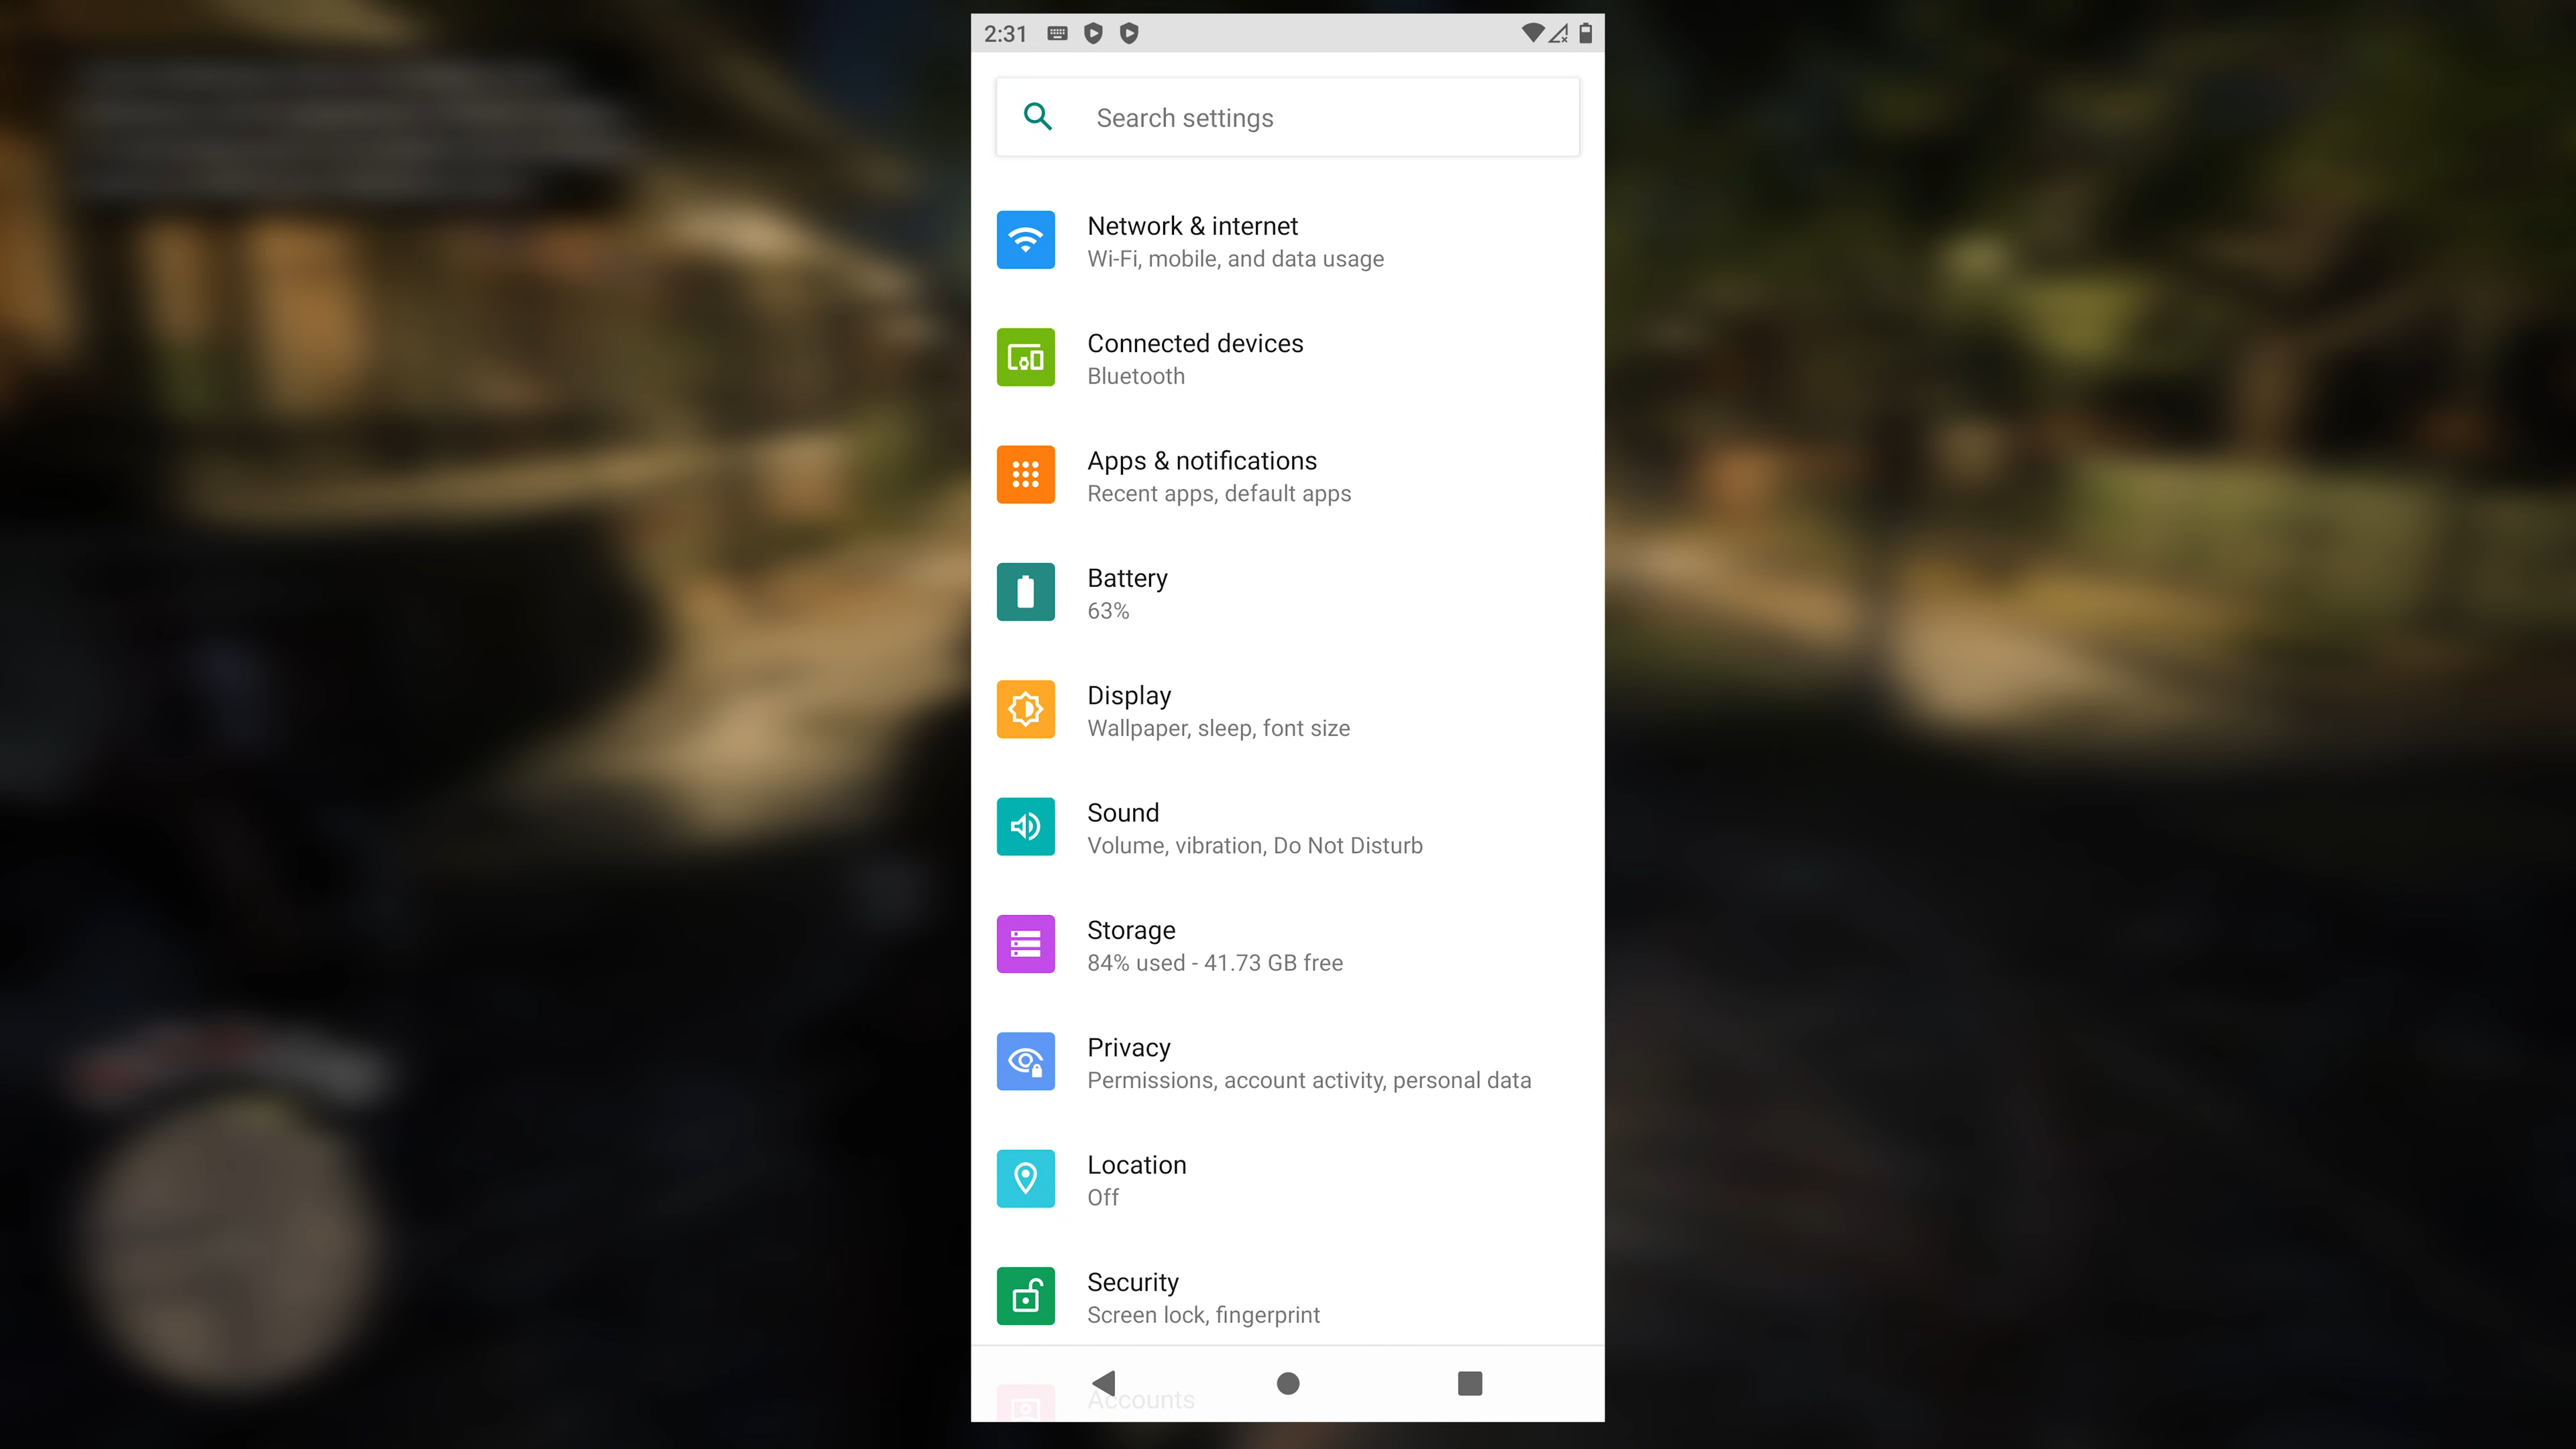 2:31
Search settings
Network & internet
Wi-Fi, mobile, and data usage
Connected devices
Bluetooth
Apps & notifications
Recent apps, default apps
Battery
63%
Display
Wallpaper, sleep, font size
Sound
Volume, vibration, Do Not Disturb
Storage
84% used - 41.73 GB free
Privacy
Permissions, account activity, personal data
Location
Off
Security
Screen lock, fingerprint
Accounts